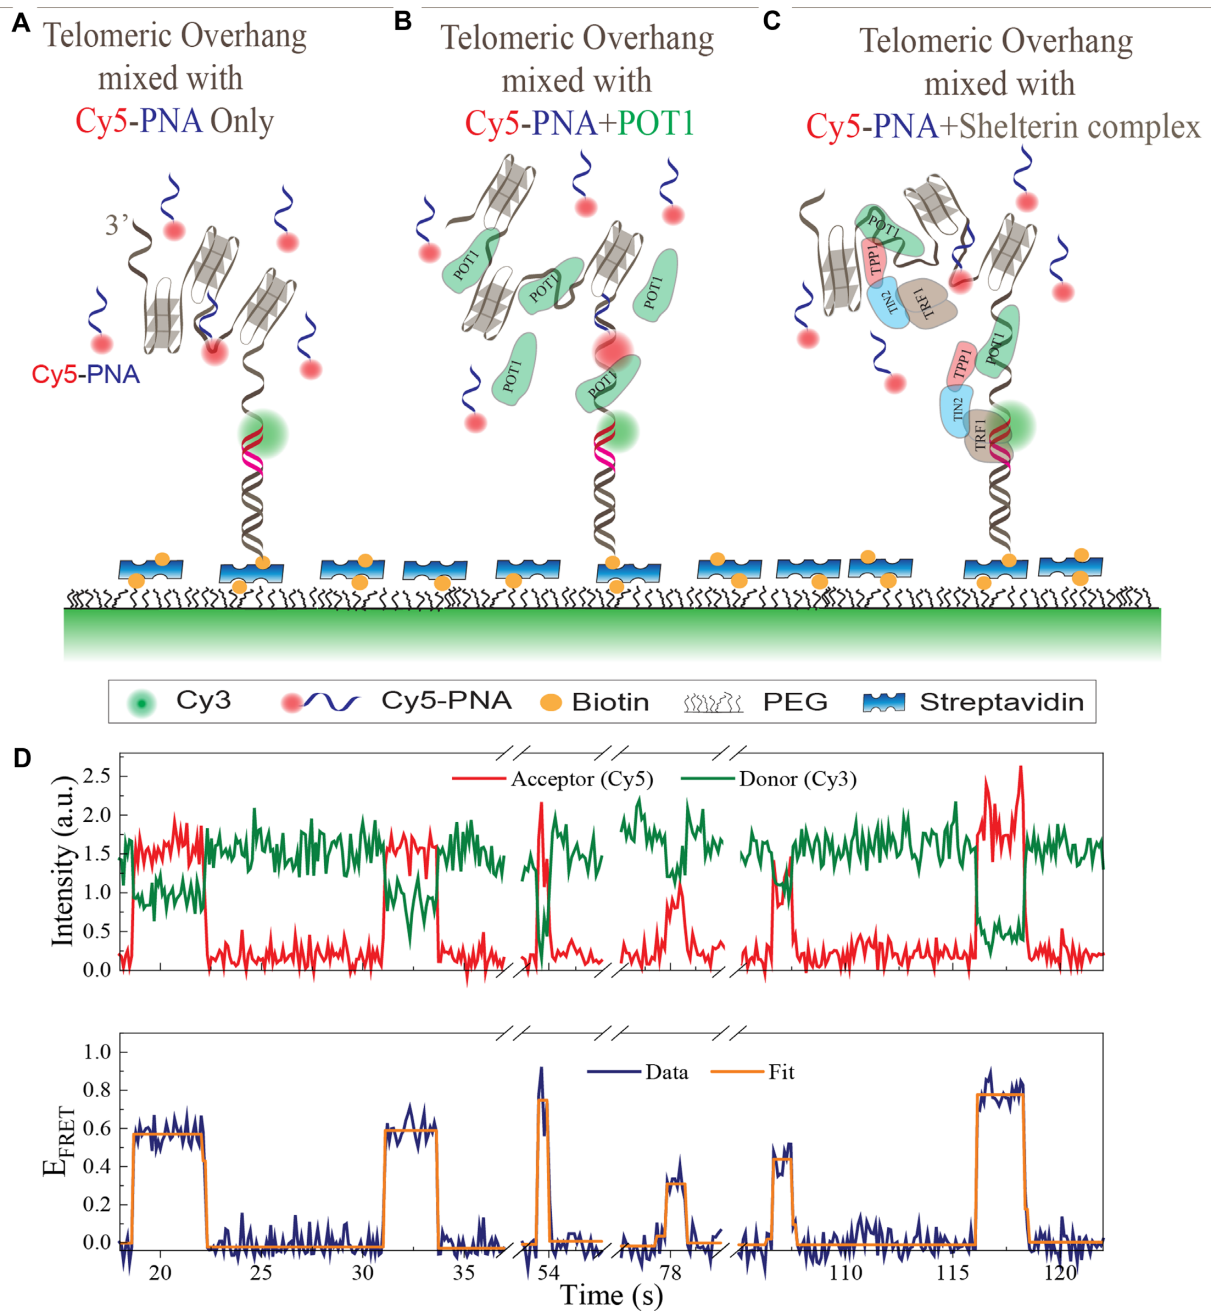 A
Telomeric Overhang
mixed with
Cy5-PNA Only
B
Telomeric Overhang
mixed with
Cy5-PNA+POT1
C
Telomeric Overhang
mixed with
Cy5-PNA+Shelterin complex
3’
Cy5-PNA
POT1
POT1
POT1
POT1
POT1
POT1
TPP1
TIN2
TRF1
POT1
TPP1
TIN2
TRF1
Cy3
Cy5-PNA
Biotin
PEG
Streptavidin
D
Acceptor (Cy5)
Donor (Cy3)
Intensity (a.u.)
2.5
2.0
1.5
1.0
0.5
0.0
Data
Fit
EFRET
1.0
0.8
0.6
0.4
0.2
0.0
20
25
30
35
54
78
110
115
120
Time (s)